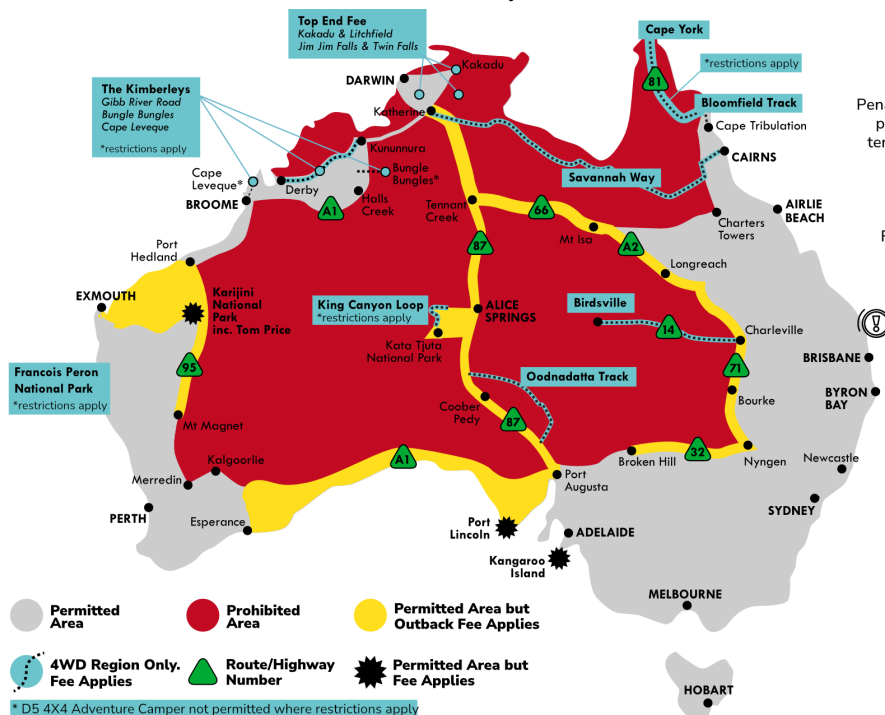 Top End Fee
Kakadu & Litchfield
Jim Jim Falls & Twin Falls
Cape York
*restrictions apply
81
Bloomfield Track
Cape Tribulation
CAIRNS
DARWIN
Kakadu
Katherine
The Kimberleys
Gibb River Road
Bungle Bungles
Cape Leveque
*restrictions apply
Kununnura
Cape
Leveque*
Derby
Bungle
Bungles*
Halls
Creek
BROOME
A1
Savannah Way
Tennant
Creek
66
Mt Isa
A2
Charters
Towers
AIRLIE
BEACH
Longreach
87
Port
Hedland
EXMOUTH
Karijini
National
Park
inc. Tom Price
King Canyon Loop
*restrictions apply
ALICE
SPRINGS
Kata Tjuta
National Park
Birdsville
14
Charleville
BRISBANE
BYRON
BAY
71
Bourke
Francois Peron
National Park
*restrictions apply
95
Mt Magnet
Oodnadatta Track
Coober
Pedy
87
Kalgoorlie
Merredin
A1
Broken Hill
32
Nyngen
Newcastle
SYDNEY
PERTH
Esperance
Port
Augusta
Port
Lincoln
ADELAIDE
Kangaroo
Island
MELBOURNE
HOBART
Permitted
Area
Prohibited
Area
Permitted Area but
Outback Fee Applies
4WD Region Only.
Fee Applies
Route/Highway
Number
Permitted Area but
Fee Applies
* D5 4X4 Adventure Camper not permitted where restrictions apply